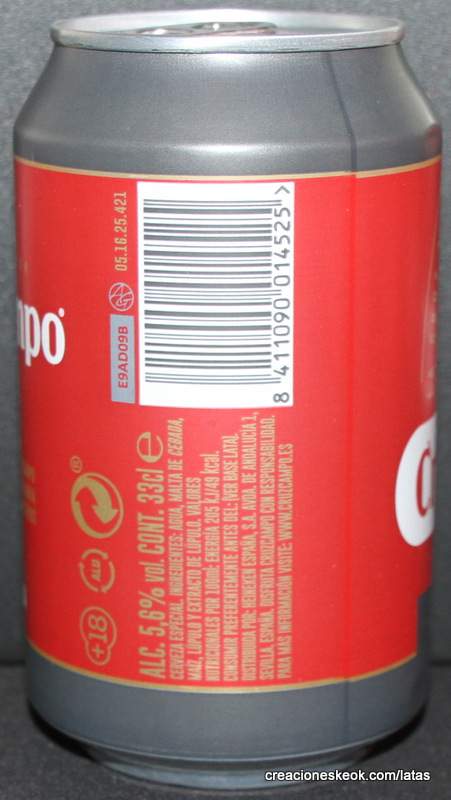 mpo®
E9AD09B
05.16.25.421
8 411090 014525 >
®
ALU
+18
ALC. 5,6% vol. CONT. 33cl e
CERVEZA ESPECIAL. INGREDIENTES: AGUA, MALTA DE CEBADA,
MAÍZ, LÚPULO Y EXTRACTO DE LÚPULO. VALORES
NUTRICIONALES POR 100ml: ENERGÍA, 205 kJ/49 kcal.
CONSUMIR PREFERENTEMENTE ANTES DEL: (VER BASE LATA).
DISTRIBUIDA POR: HEINEKEN ESPAÑA, S.A. AVDA. DE ANDALUCÍA 1,
SEVILLA, ESPAÑA. DISFRUTA CRUZCAMPO CON RESPONSABILIDAD.
PARA MÁS INFORMACIÓN VISITE: WWW.CRUZCAMPO.ES
creacioneskeok.com/latas